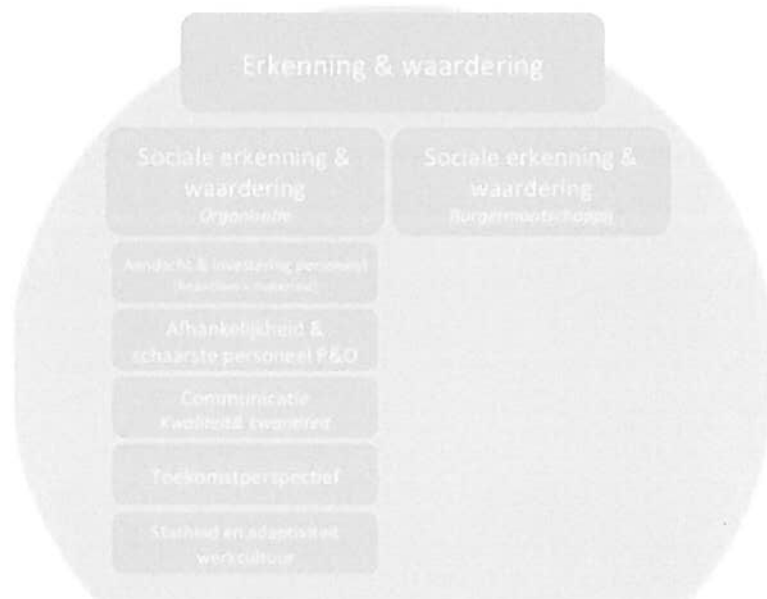 Erkenning & waardering
Sociale erkenning &
waardering
Organisatie
Sociale erkenning &
waardering
Burgermaatschappij
Aandacht & investering personeel
Afhankelijkheid &
schaarste personeel P&O
Communicatie
Kwaliteit & kwantiteit
Toekomstperspectief
en adaptiviteit
werkcultuur